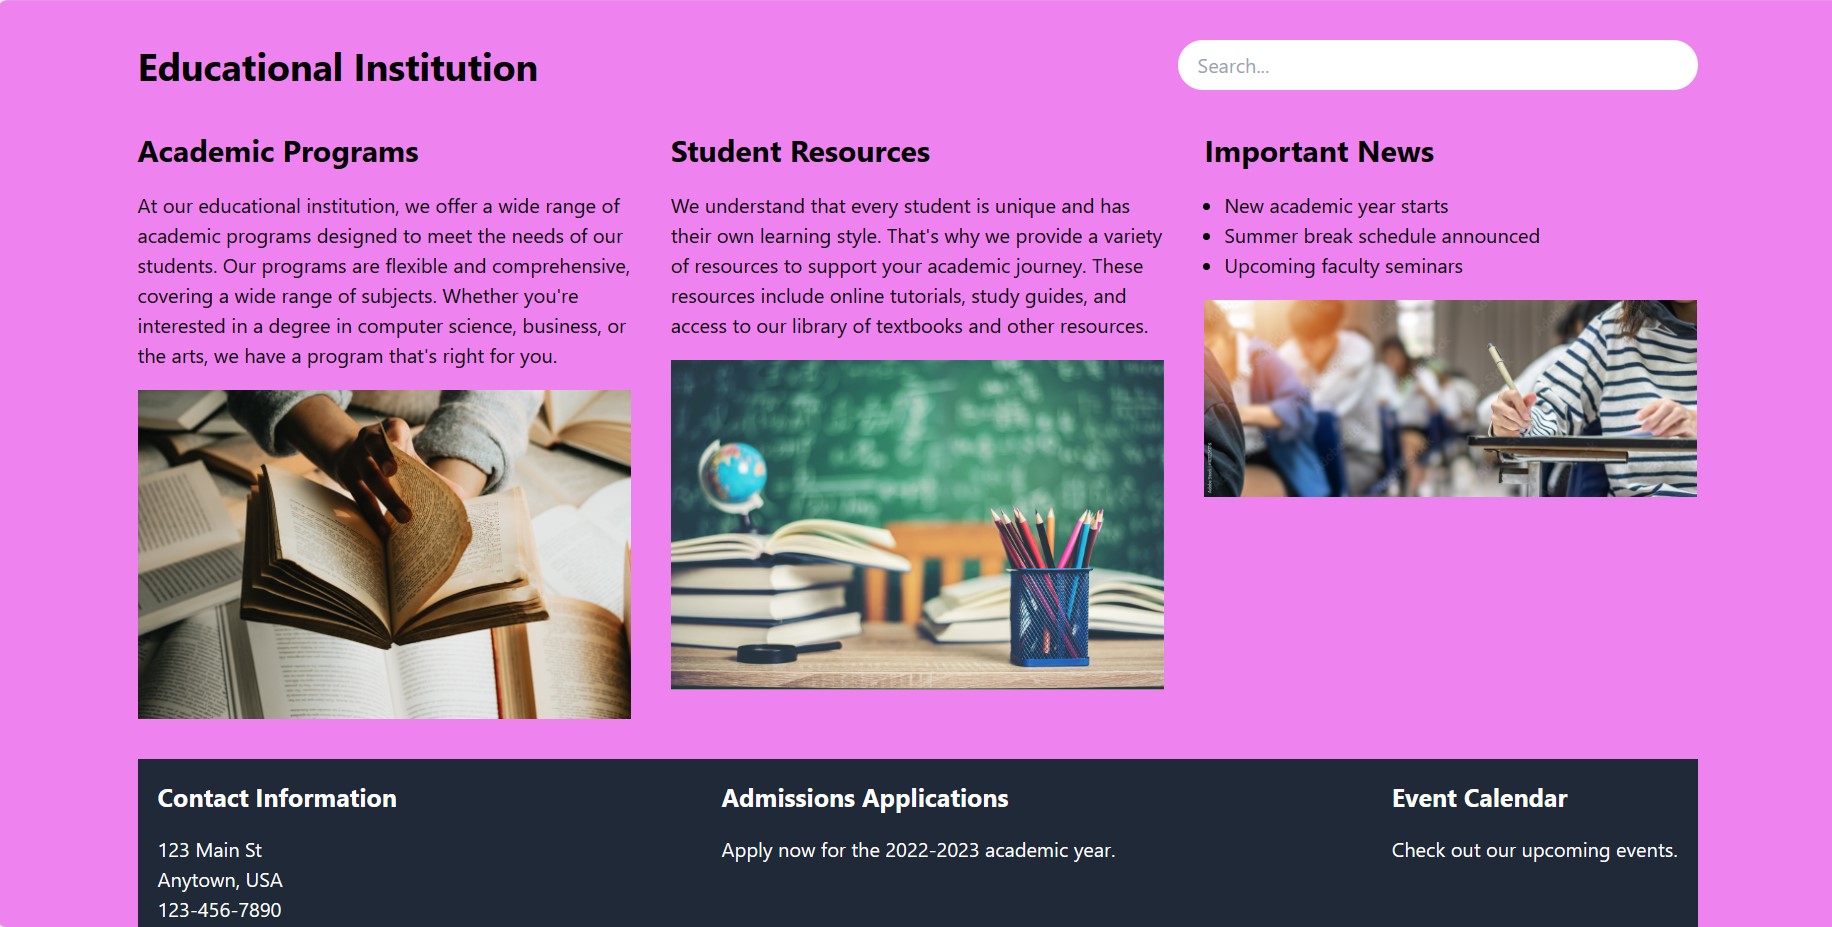 Educational Institution
Search...
Academic Programs
At our educational institution, we offer a wide range of
academic programs designed to meet the needs of our
students. Our programs are flexible and comprehensive,
covering a wide range of subjects. Whether you're
interested in a degree in computer science, business, or
the arts, we have a program that's right for you.
Student Resources
We understand that every student is unique and has
their own learning style. That's why we provide a variety
of resources to support your academic journey. These
resources include online tutorials, study guides, and
access to our library of textbooks and other resources.
Important News
• New academic year starts
• Summer break schedule announced
• Upcoming faculty seminars
Contact Information
123 Main St
Anytown, USA
123-456-7890
Admissions Applications
Apply now for the 2022-2023 academic year.
Event Calendar
Check out our upcoming events.